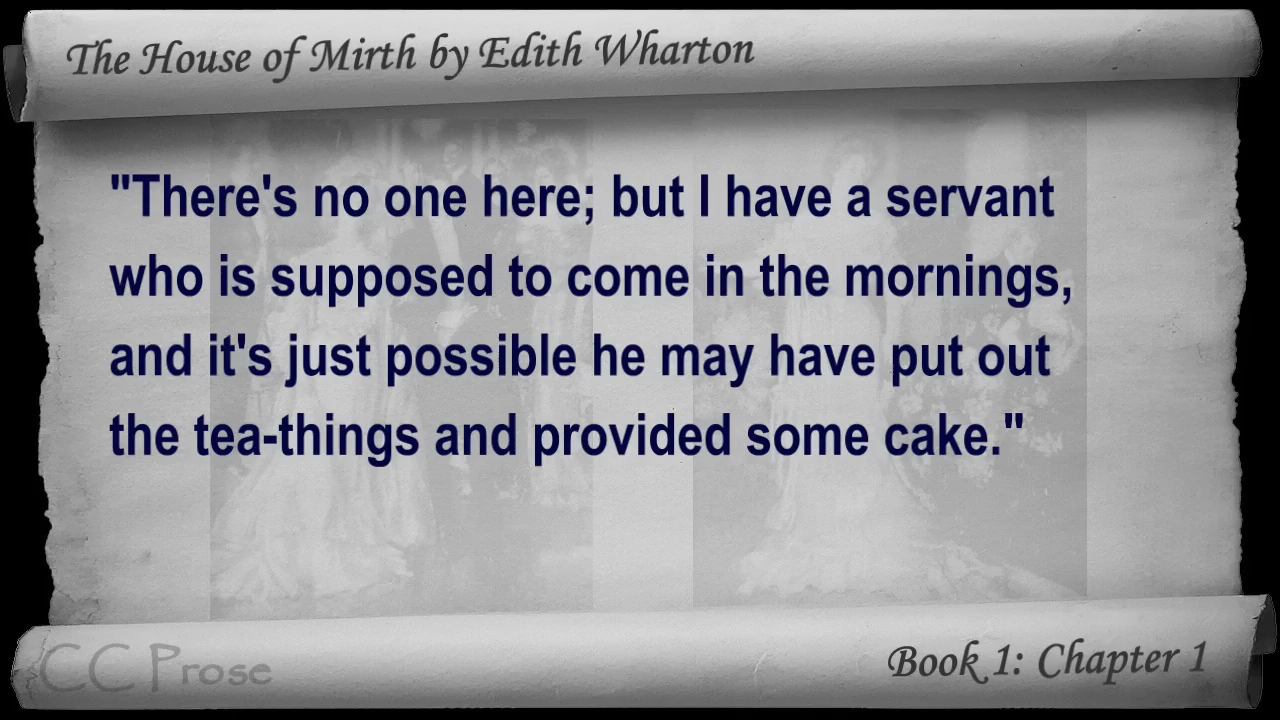 The House of Mirth by Edith Wharton
"There's no one here; but I have a servant
who is supposed to come in the mornings,
and it's just possible he may have put out
the tea-things and provided some cake."
CC Prose
Book 1: Chapter 1